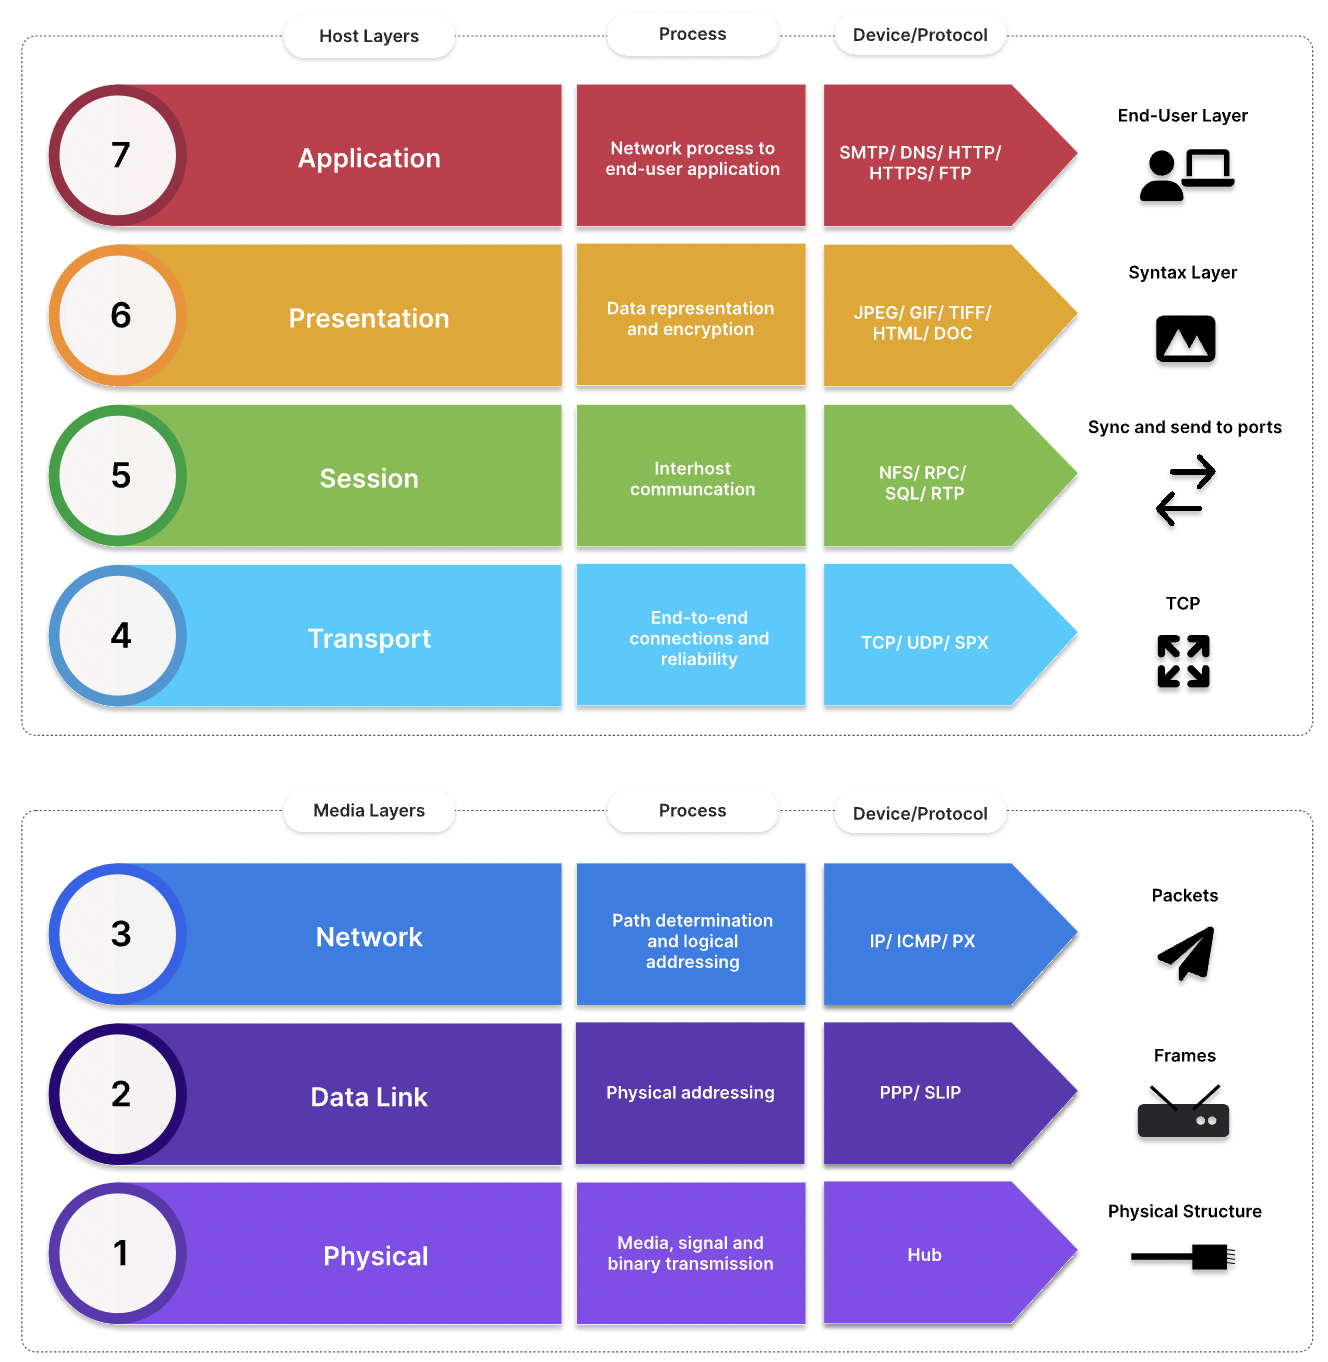 Host Layers
Process
Device/Protocol
7
Application
Network process to
end-user application
SMTP/ DNS/ HTTP/
HTTPS/ FTP
End-User Layer
6
Presentation
Data representation
and encryption
JPEG/ GIF/ TIFF/
HTML/ DOC
Syntax Layer
5
Session
Interhost
communcation
NFS/ RPC/
SQL/ RTP
Sync and send to ports
4
Transport
End-to-end
connections and
reliability
TCP/ UDP/ SPX
TCP
Media Layers
Process
Device/Protocol
3
Network
Path determination
and logical
addressing
IP/ ICMP/ PX
Packets
2
Data Link
Physical addressing
PPP/ SLIP
Frames
1
Physical
Media, signal and
binary transmission
Hub
Physical Structure